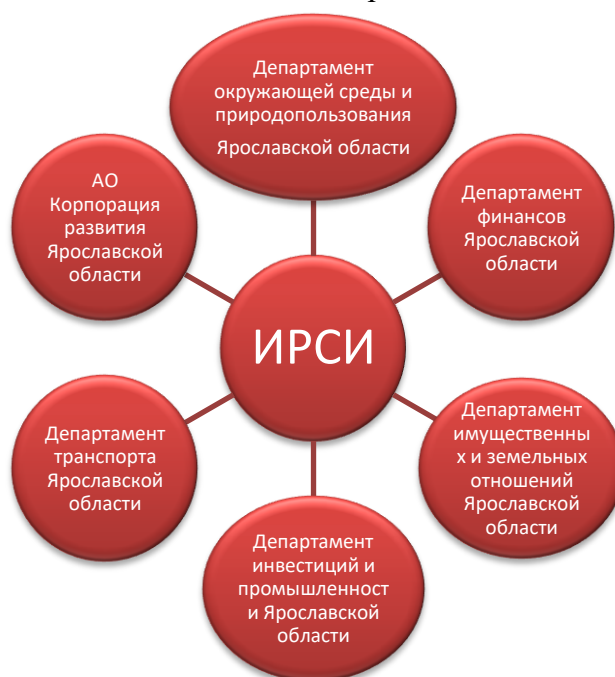 Департамент
окружающей среды и
природопользования
Ярославской области
АО
Корпорация
развития
Ярославской
области
Департамент
финансов
Ярославской
области
ИРСИ
Департамент
транспорта
Ярославской
области
Департамент
имущественны
х и земельных
отношений
Ярославской
области
Департамент
инвестиций и
промышленност
и Ярославской
области